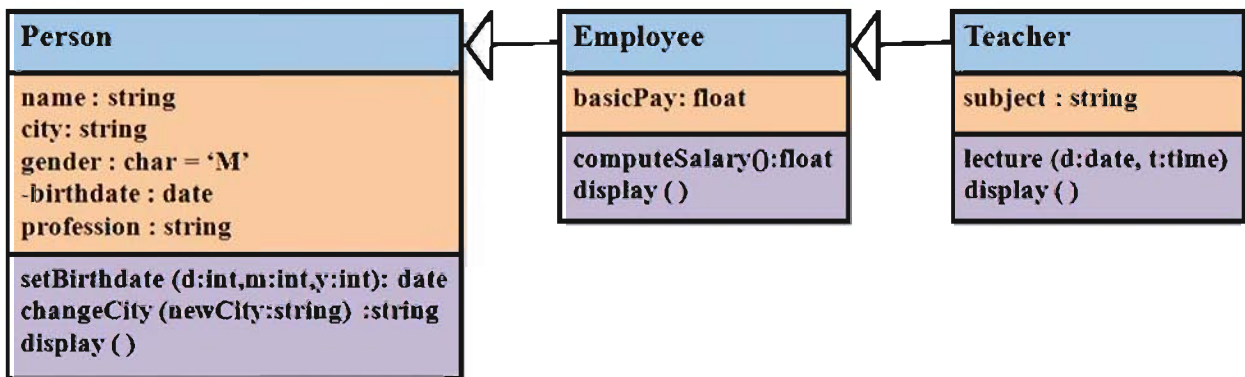 Person
name : string
city: string
gender : char = ‘M’
-birthdate : date
profession : string
setBirthdate (d:int,m:int,y:int): date
changeCity (newCity:string) :string
display ( )
Employee
basicPay: float
computeSalary():float
display ( )
Teacher
subject : string
lecture (d:date, t:time)
display ( )